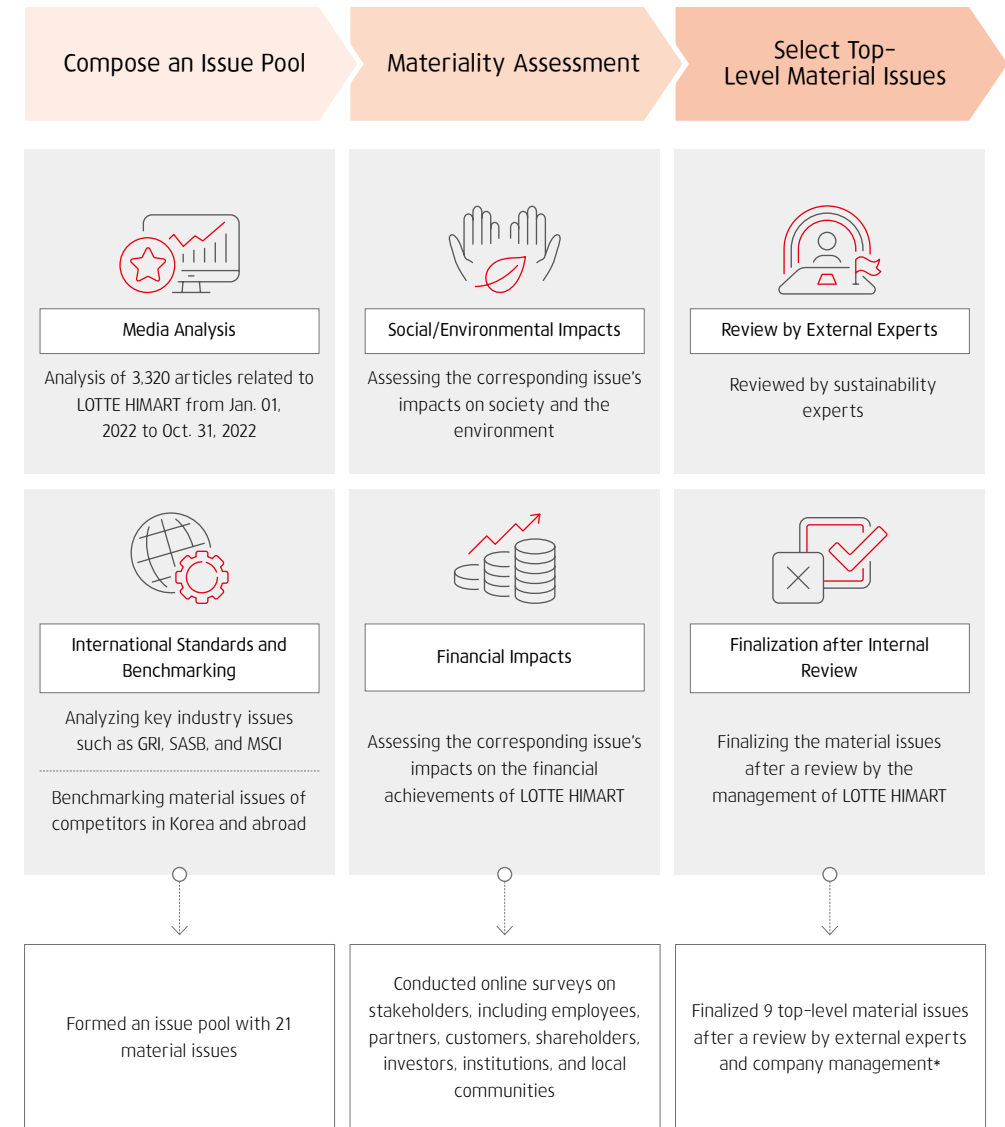 Compose an Issue Pool
Materiality Assessment
Select Top-
Level Material Issues
Media Analysis
Analysis of 3,320 articles related to
LOTTE HIMART from Jan. 01,
2022 to Oct. 31, 2022
Social/Environmental Impacts
Assessing the corresponding issue's
impacts on society and the
environment
Review by External Experts
Reviewed by sustainability
experts
International Standards and
Benchmarking
Analyzing key industry issues
such as GRI, SASB, and MSCI
Benchmarking material issues of
competitors in Korea and abroad
Financial Impacts
Assessing the corresponding issue's
impacts on the financial
achievements of LOTTE HIMART
Finalization after Internal
Review
Finalizing the material issues
after a review by the
management of LOTTE HIMART
Formed an issue pool with 21
material issues
Conducted online surveys on
stakeholders, including employees,
partners, customers, shareholders,
investors, institutions, and local
communities
Finalized 9 top-level material issues
after a review by external experts
and company management*